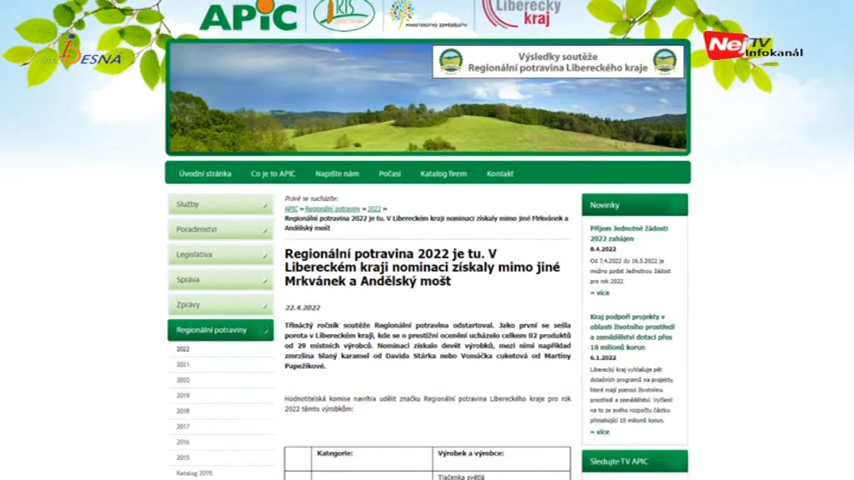 APIC
KIS
MINISTERSTVO ZEMĚDĚLSTVÍ
Liberecký
kraj
BESNA
Nej TV
Infokanál
Výsledky soutěže
Regionální potravina Libereckého kraje
Úvodní stránka Co je to APIC Napište nám Počasí Katalog firem Kontakt
Služby
Poradenství
Legislativa
Správa
Zprávy
Regionální potraviny
2022
2021
2020
2019
2018
2017
2016
2015
Katalog 2015
Právě se nacházíte:
APIC » Regionální potraviny » 2022 »
Regionální potravina 2022 je tu. V Libereckém kraji nominaci získaly mimo jiné Mrkvánek a
Andělský mošt
Regionální potravina 2022 je tu. V
Libereckém kraji nominaci získaly mimo jiné
Mrkvánek a Andělský mošt
22.4.2022
Třináctý ročník soutěže Regionální potravina odstartoval. Jako první se sešla
porota v Libereckém kraji, kde se o prestižní ocenění ucházelo celkem 82 produktů
od 29 místních výrobců. Nominaci získalo devět výrobků, mezi nimi například
zmrzlina Slaný karamel od Davida Stárka nebo Vomáčka cuketová od Martiny
Papežíkové.
Hodnotitelská komise navrhla udělit značku Regionální potravina Libereckého kraje pro rok
2022 těmto výrobkům:
Kategorie: Výrobek a výrobce:
Tlačenka světlá
Novinky
Příjem Jednotné žádosti
2022 zahájen
8.4.2022
Od 7.4.2022 do 16.5.2022 je
možno podat Jednotnou žádost
pro rok 2022
» více
Kraj podpoří projekty v
oblasti životního prostředí
a zemědělství dotací přes
18 milionů korun
6.1.2022
Liberecký kraj vyhlašuje pět
dotačních programů na projekty,
které mají pomoci životnímu
prostředí a zemědělství. Vyčlenil
na to ze svého rozpočtu částku
přesahující 18 milionů korun.
» více
Sledujte TV APIC